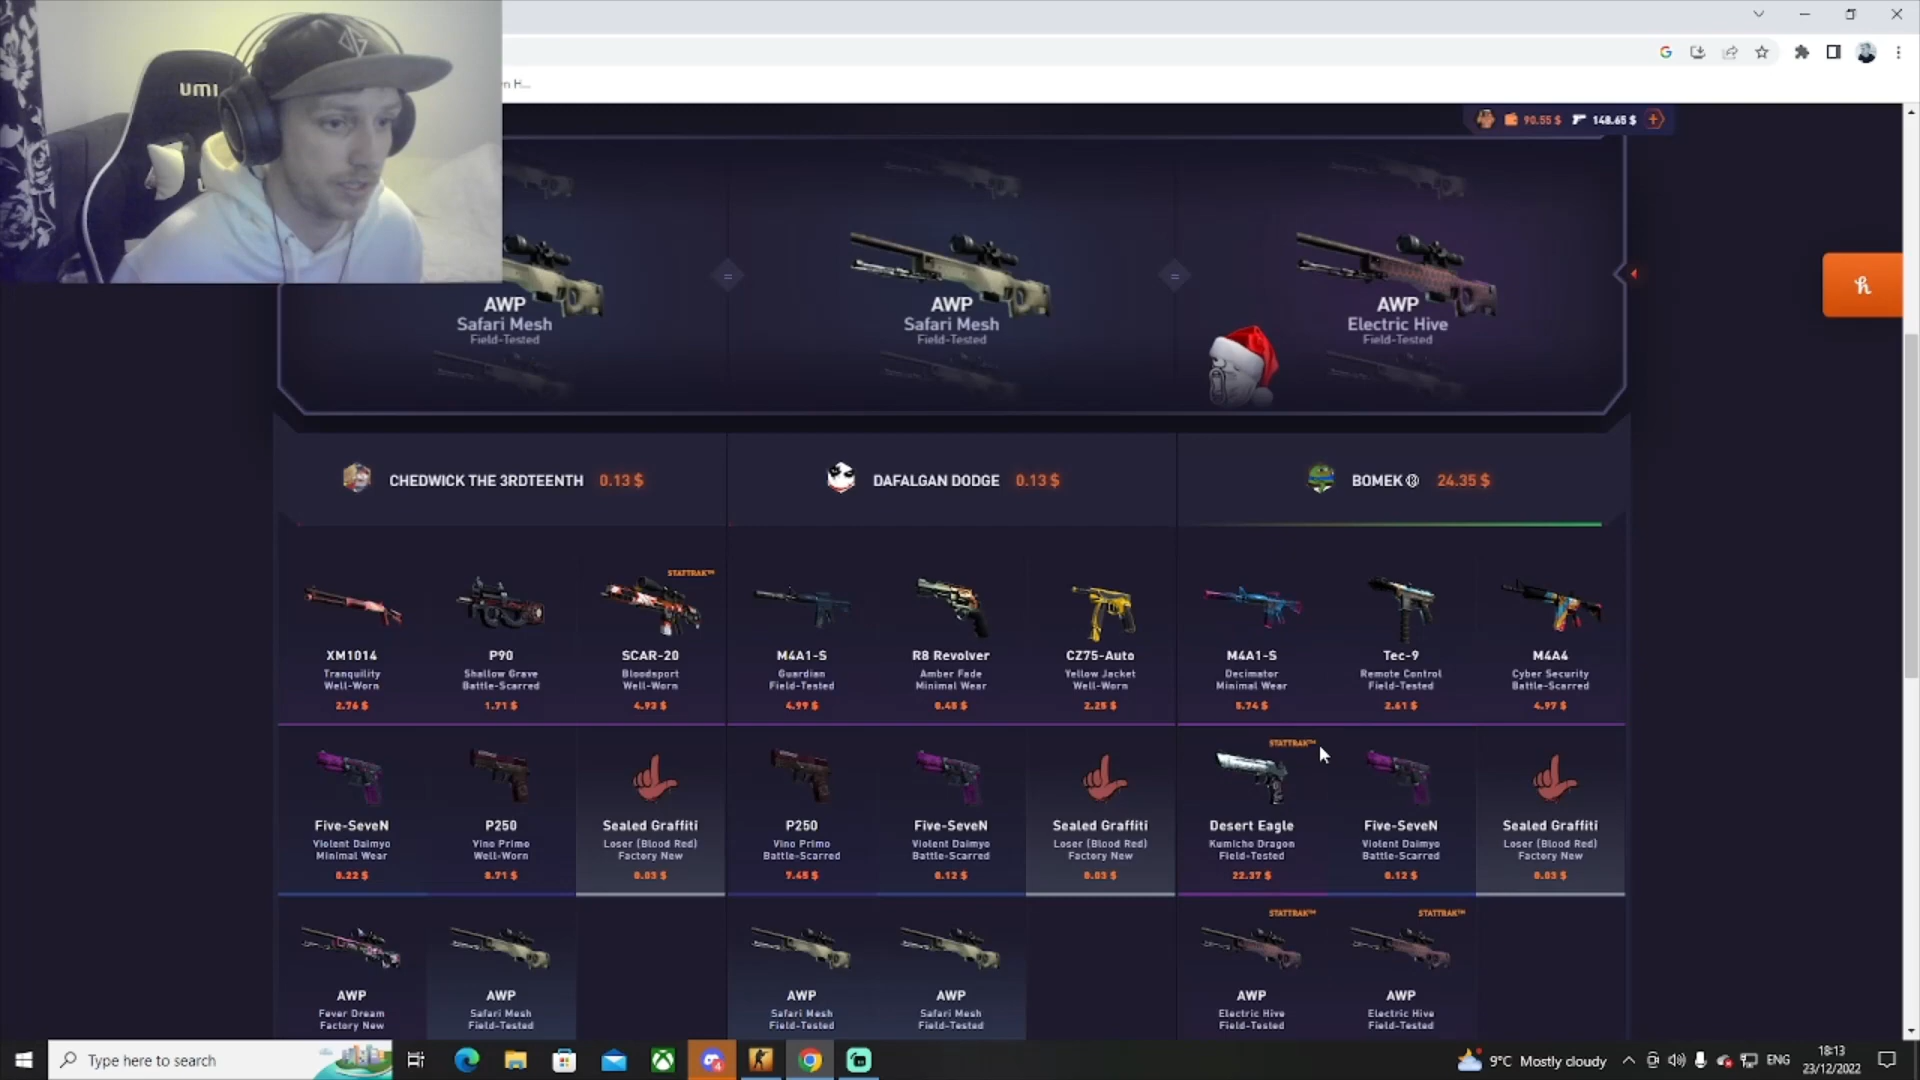 umi
n H...
90.55 $ 148.65 $
AWP
Safari Mesh
Field-Tested
=
AWP
Safari Mesh
Field-Tested
=
AWP
Electric Hive
Field-Tested
CHEDWICK THE 3RDTEENTH 0.13 $
DAFALGAN DODGE 0.13 $
BOMEK 24.35 $
XM1014
Tranquility
Well-Worn
2.76 $
P90
Shallow Grave
Battle-Scarred
1.71 $
STATTRAK™
SCAR-20
Bloodsport
Well-Worn
4.93 $
M4A1-S
Guardian
Field-Tested
4.99 $
R8 Revolver
Amber Fade
Minimal Wear
0.45 $
CZ75-Auto
Yellow Jacket
Well-Worn
2.25 $
M4A1-S
Decimator
Minimal Wear
5.74 $
Tec-9
Remote Control
Field-Tested
2.61 $
M4A4
Cyber Security
Battle-Scarred
4.97 $
Five-SeveN
Violent Daimyo
Minimal Wear
0.22 $
P250
Vino Primo
Well-Worn
8.71 $
Sealed Graffiti
Loser (Blood Red)
Factory New
0.03 $
P250
Vino Primo
Battle-Scarred
7.45 $
Five-SeveN
Violent Daimyo
Battle-Scarred
0.12 $
Sealed Graffiti
Loser (Blood Red)
Factory New
0.03 $
STATTRAK™
Desert Eagle
Kumicho Dragon
Field-Tested
22.37 $
Five-SeveN
Violent Daimyo
Battle-Scarred
0.12 $
Sealed Graffiti
Loser (Blood Red)
Factory New
0.03 $
AWP
Fever Dream
Factory New
AWP
Safari Mesh
Field-Tested
AWP
Safari Mesh
Field-Tested
AWP
Safari Mesh
Field-Tested
STATTRAK™
AWP
Electric Hive
Field-Tested
STATTRAK™
AWP
Electric Hive
Field-Tested
Type here to search
9°C Mostly cloudy
ENG
18:13
23/12/2022